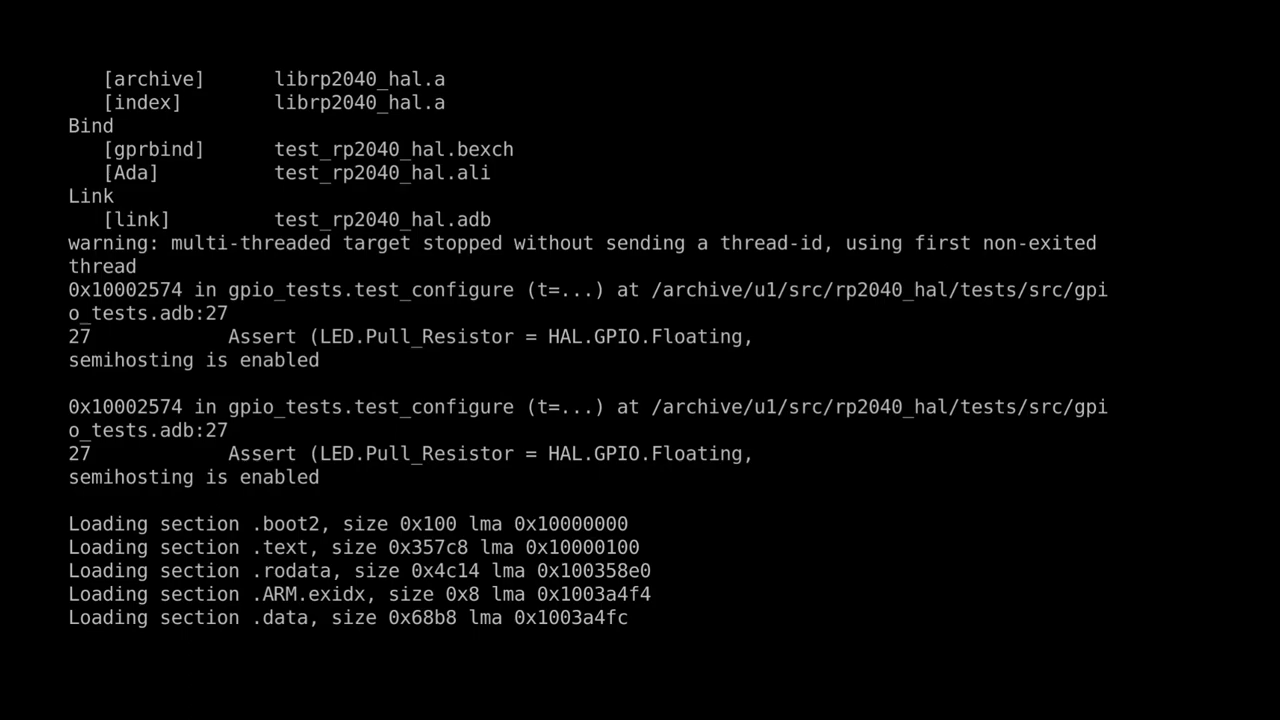 [archive]      librp2040_hal.a
[index]        librp2040_hal.a
Bind
[gprbind]      test_rp2040_hal.bexch
[Ada]          test_rp2040_hal.ali
Link
[link]         test_rp2040_hal.adb
warning: multi-threaded target stopped without sending a thread-id, using first non-exited
thread
0x10002574 in gpio_tests.test_configure (t=...) at /archive/u1/src/rp2040_hal/tests/src/gpi
o_tests.adb:27
27            Assert (LED.Pull_Resistor = HAL.GPIO.Floating,
semihosting is enabled
0x10002574 in gpio_tests.test_configure (t=...) at /archive/u1/src/rp2040_hal/tests/src/gpi
o_tests.adb:27
27            Assert (LED.Pull_Resistor = HAL.GPIO.Floating,
semihosting is enabled
Loading section .boot2, size 0x100 lma 0x10000000
Loading section .text, size 0x357c8 lma 0x10000100
Loading section .rodata, size 0x4c14 lma 0x100358e0
Loading section .ARM.exidx, size 0x8 lma 0x1003a4f4
Loading section .data, size 0x68b8 lma 0x1003a4fc